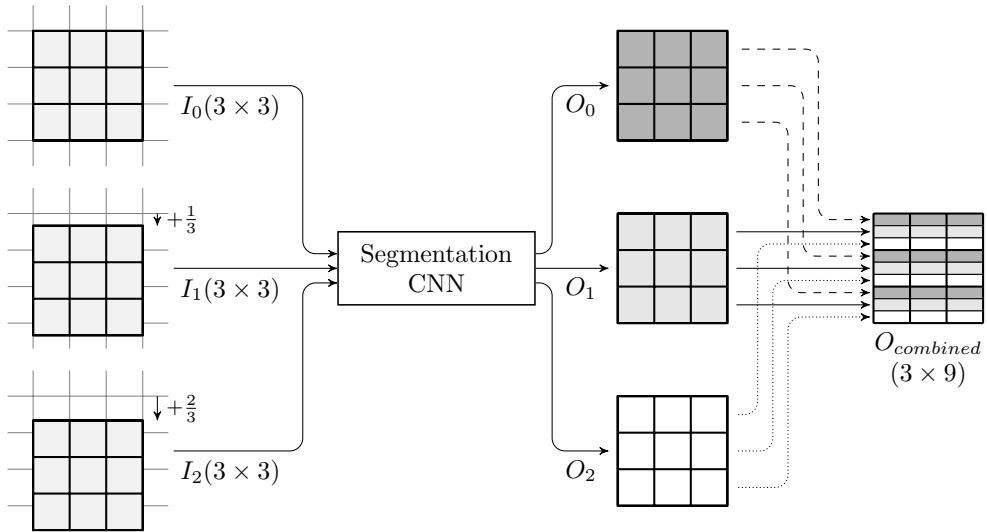 I_0(3 × 3)
O_0
+1/3
Segmentation
CNN
I_1(3 × 3)
O_1
O_combined
(3 × 9)
+2/3
I_2(3 × 3)
O_2